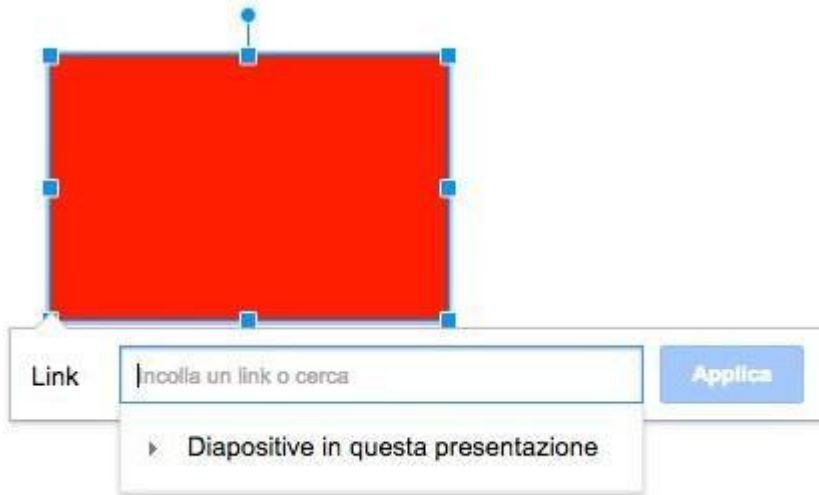 Link
Incolla un link o cerca
Applica
Diapositive in questa presentazione